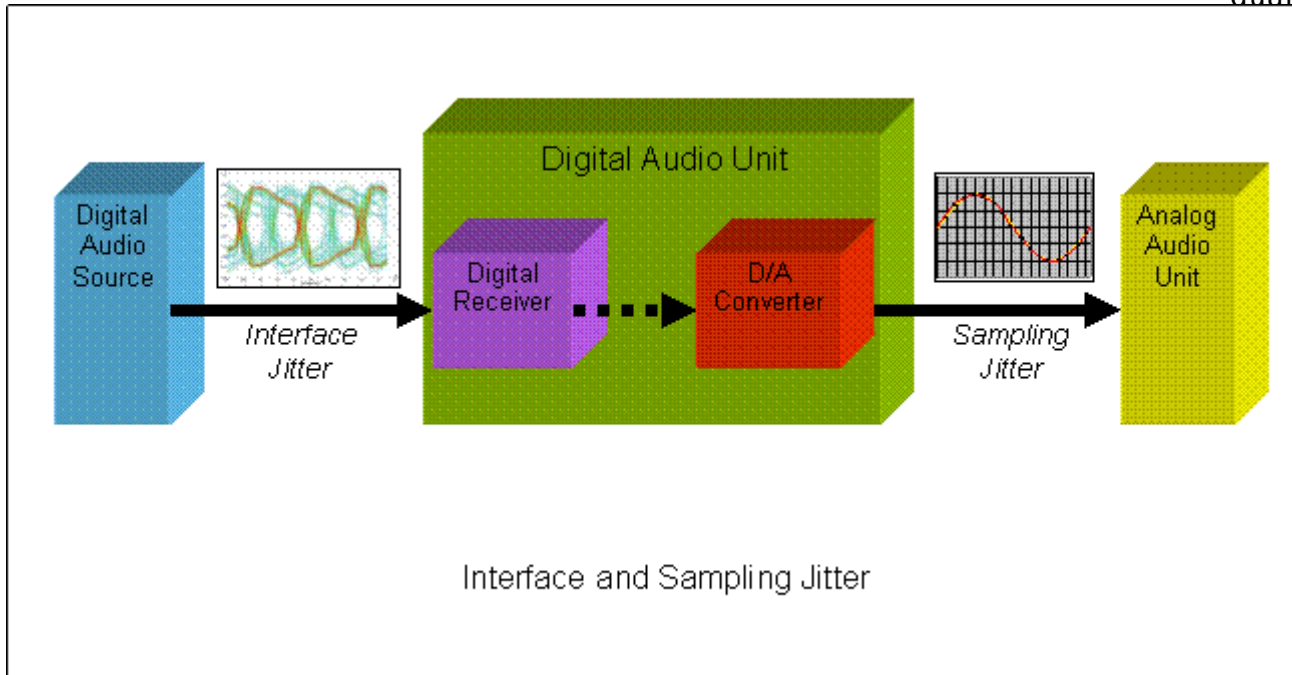 Digital Audio Unit
Digital
Audio
Source
Digital
Receiver
D/A
Converter
Analog
Audio
Unit
Interface
Jitter
Sampling
Jitter
Interface and Sampling Jitter